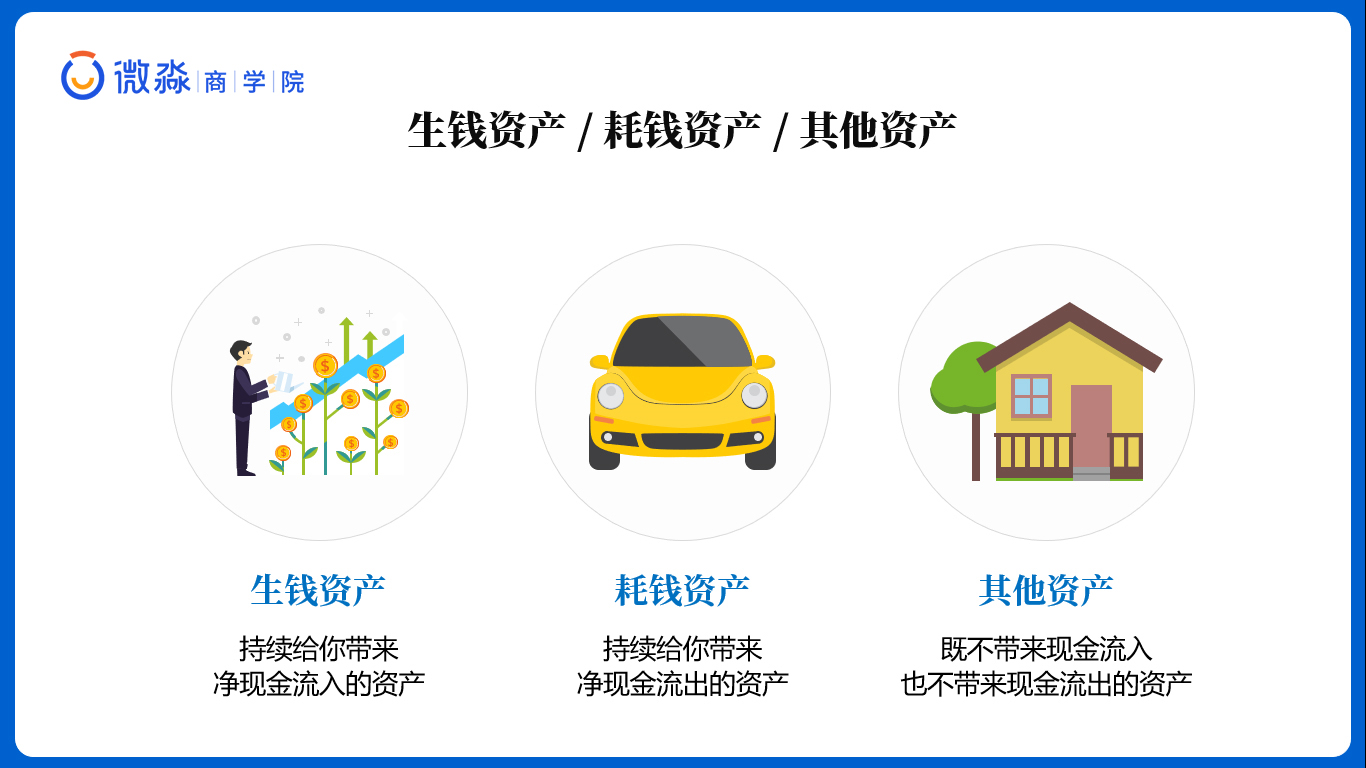 微淼|商|学|院
生钱资产 / 耗钱资产 / 其他资产
生钱资产
持续给你带来
净现金流入的资产
耗钱资产
持续给你带来
净现金流出的资产
其他资产
既不带来现金流入
也不带来现金流出的资产